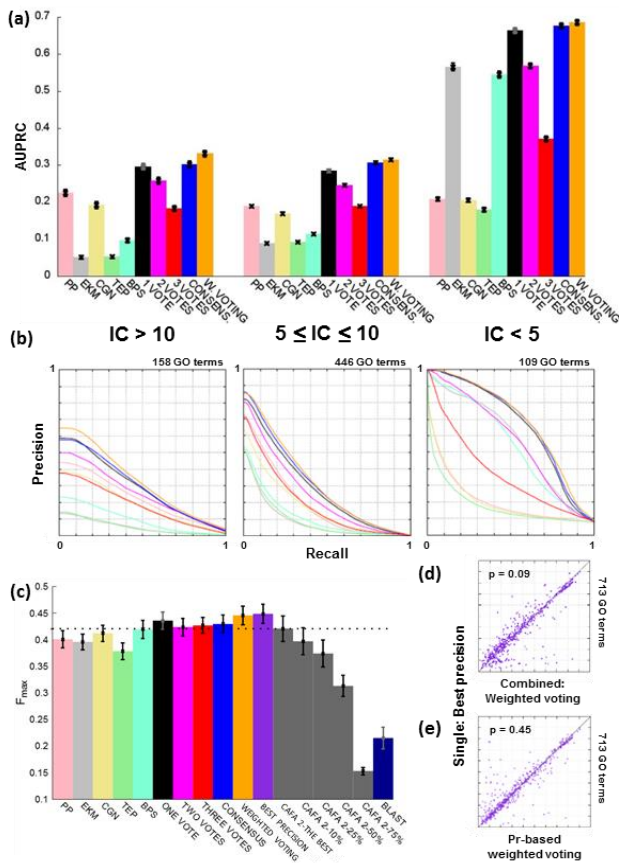 (a)
0.7
0.6
0.5
0.4
0.3
0.2
0.1
0
AUPRC
PP
EKM
CGN
TEP
BPS
1 VOTE
2 VOTES
3 VOTES
CONSENS.
W. VOTING
PP
EKM
CGN
TEP
BPS
1 VOTE
2 VOTES
3 VOTES
CONSENS.
W. VOTING
PP
EKM
CGN
TEP
BPS
1 VOTE
2 VOTES
3 VOTES
CONSENS.
W. VOTING
(b)
IC > 10
5 ≤ IC ≤ 10
IC < 5
158 GO terms
446 GO terms
109 GO terms
1
1
1
Precision
0
1
0
1
0
1
Recall
(c)
0.5
0.45
0.4
0.35
0.3
0.25
0.2
0.15
0.1
Fmax
PP
EKM
CGN
TEP
BPS
ONE VOTE
TWO VOTES
THREE VOTES
CONSENSUS
WEIGHTED VOTING
BEST PRECISION
CAFA 2-THE BEST
CAFA 2-10%
CAFA 2-25%
CAFA 2-50%
CAFA 2-75%
BLAST
(d)
p = 0.09
713 GO terms
Combined:
Weighted voting
Single: Best precision
(e)
p = 0.45
713 GO terms
Pr-based
weighted voting